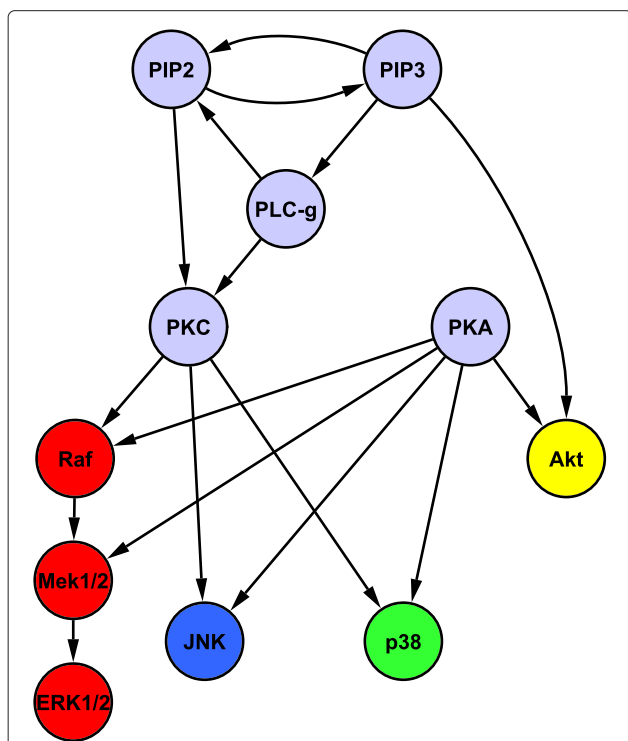 PIP2
PIP3
PLC-g
PKC
PKA
Raf
Akt
Mek1/2
JNK
p38
ERK1/2